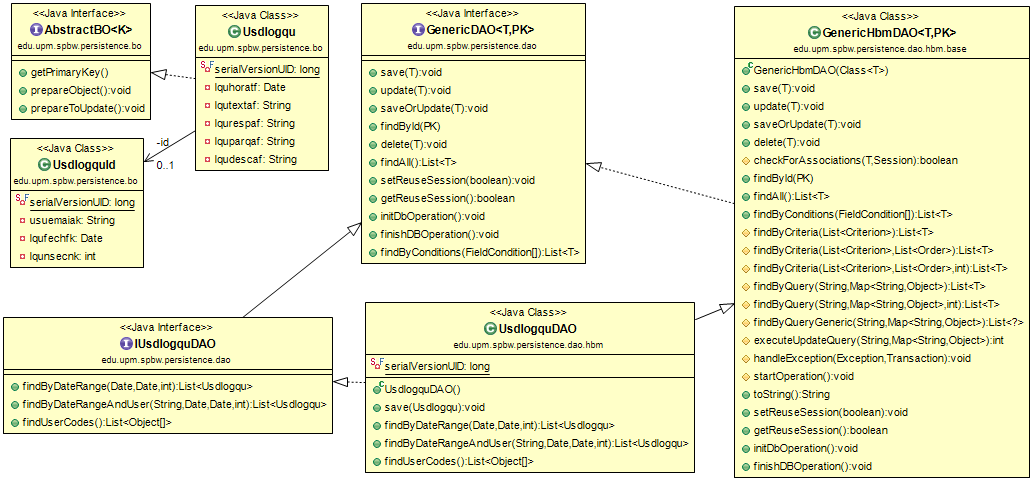 <<Java Interface>>
AbstractBO<K>
edu.upm.spbw.persistence.bo
getPrimaryKey()
prepareObject():void
prepareToUpdate():void
<<Java Class>>
Usdlogqu
edu.upm.spbw.persistence.bo
serialVersionUID: long
lquhoratf: Date
lqutextaf: String
lqurespaf: String
luparqaf: String
lqudescaf: String
-id
0..1
<<Java Class>>
UsdlogquId
edu.upm.spbw.persistence.bo
serialVersionUID: long
usuemaiak: String
lqufechfk: Date
lqunsecnk: int
<<Java Interface>>
GenericDAO<T,PK>
edu.upm.spbw.persistence.dao
save(T):void
update(T):void
saveOrUpdate(T):void
findById(PK)
delete(T):void
findAll():List<T>
setReuseSession(boolean):void
getReuseSession():boolean
initDbOperation():void
finishDBOperation():void
findByConditions(FieldCondition[]):List<T>
<<Java Class>>
GenericHbmDAO<T,PK>
edu.upm.spbw.persistence.dao.hbm.base
GenericHbmDAO(Class<T>)
save(T):void
update(T):void
saveOrUpdate(T):void
delete(T):void
checkForAssociations(T,Session):boolean
findById(PK)
findAll():List<T>
findByConditions(FieldCondition[]):List<T>
findByCriteria(List<Criterion>):List<T>
findByCriteria(List<Criterion>,List<Order>):List<T>
findByCriteria(List<Criterion>,List<Order>,int):List<T>
findByQuery(String,Map<String,Object>):List<T>
findByQuery(String,Map<String,Object>,int):List<T>
findByQueryGeneric(String,Map<String,Object>):List<?>
executeUpdateQuery(String,Map<String,Object>):int
handleException(Exception,Transaction):void
startOperation():void
toString():String
setReuseSession(boolean):void
getReuseSession():boolean
initDbOperation():void
finishDBOperation():void
<<Java Interface>>
IUsdlogquDAO
edu.upm.spbw.persistence.dao
findByDateRange(Date,Date,int):List<Usdlogqu>
findByDateRangeAndUser(String,Date,Date,int):List<Usdlogqu>
findUserCodes():List<Object[]>
<<Java Class>>
UsdlogquDAO
edu.upm.spbw.persistence.dao.hbm
serialVersionUID: long
UsdlogquDAO()
save(Usdlogqu):void
findByDateRange(Date,Date,int):List<Usdlogqu>
findByDateRangeAndUser(String,Date,Date,int):List<Usdlogqu>
findUserCodes():List<Object[]>